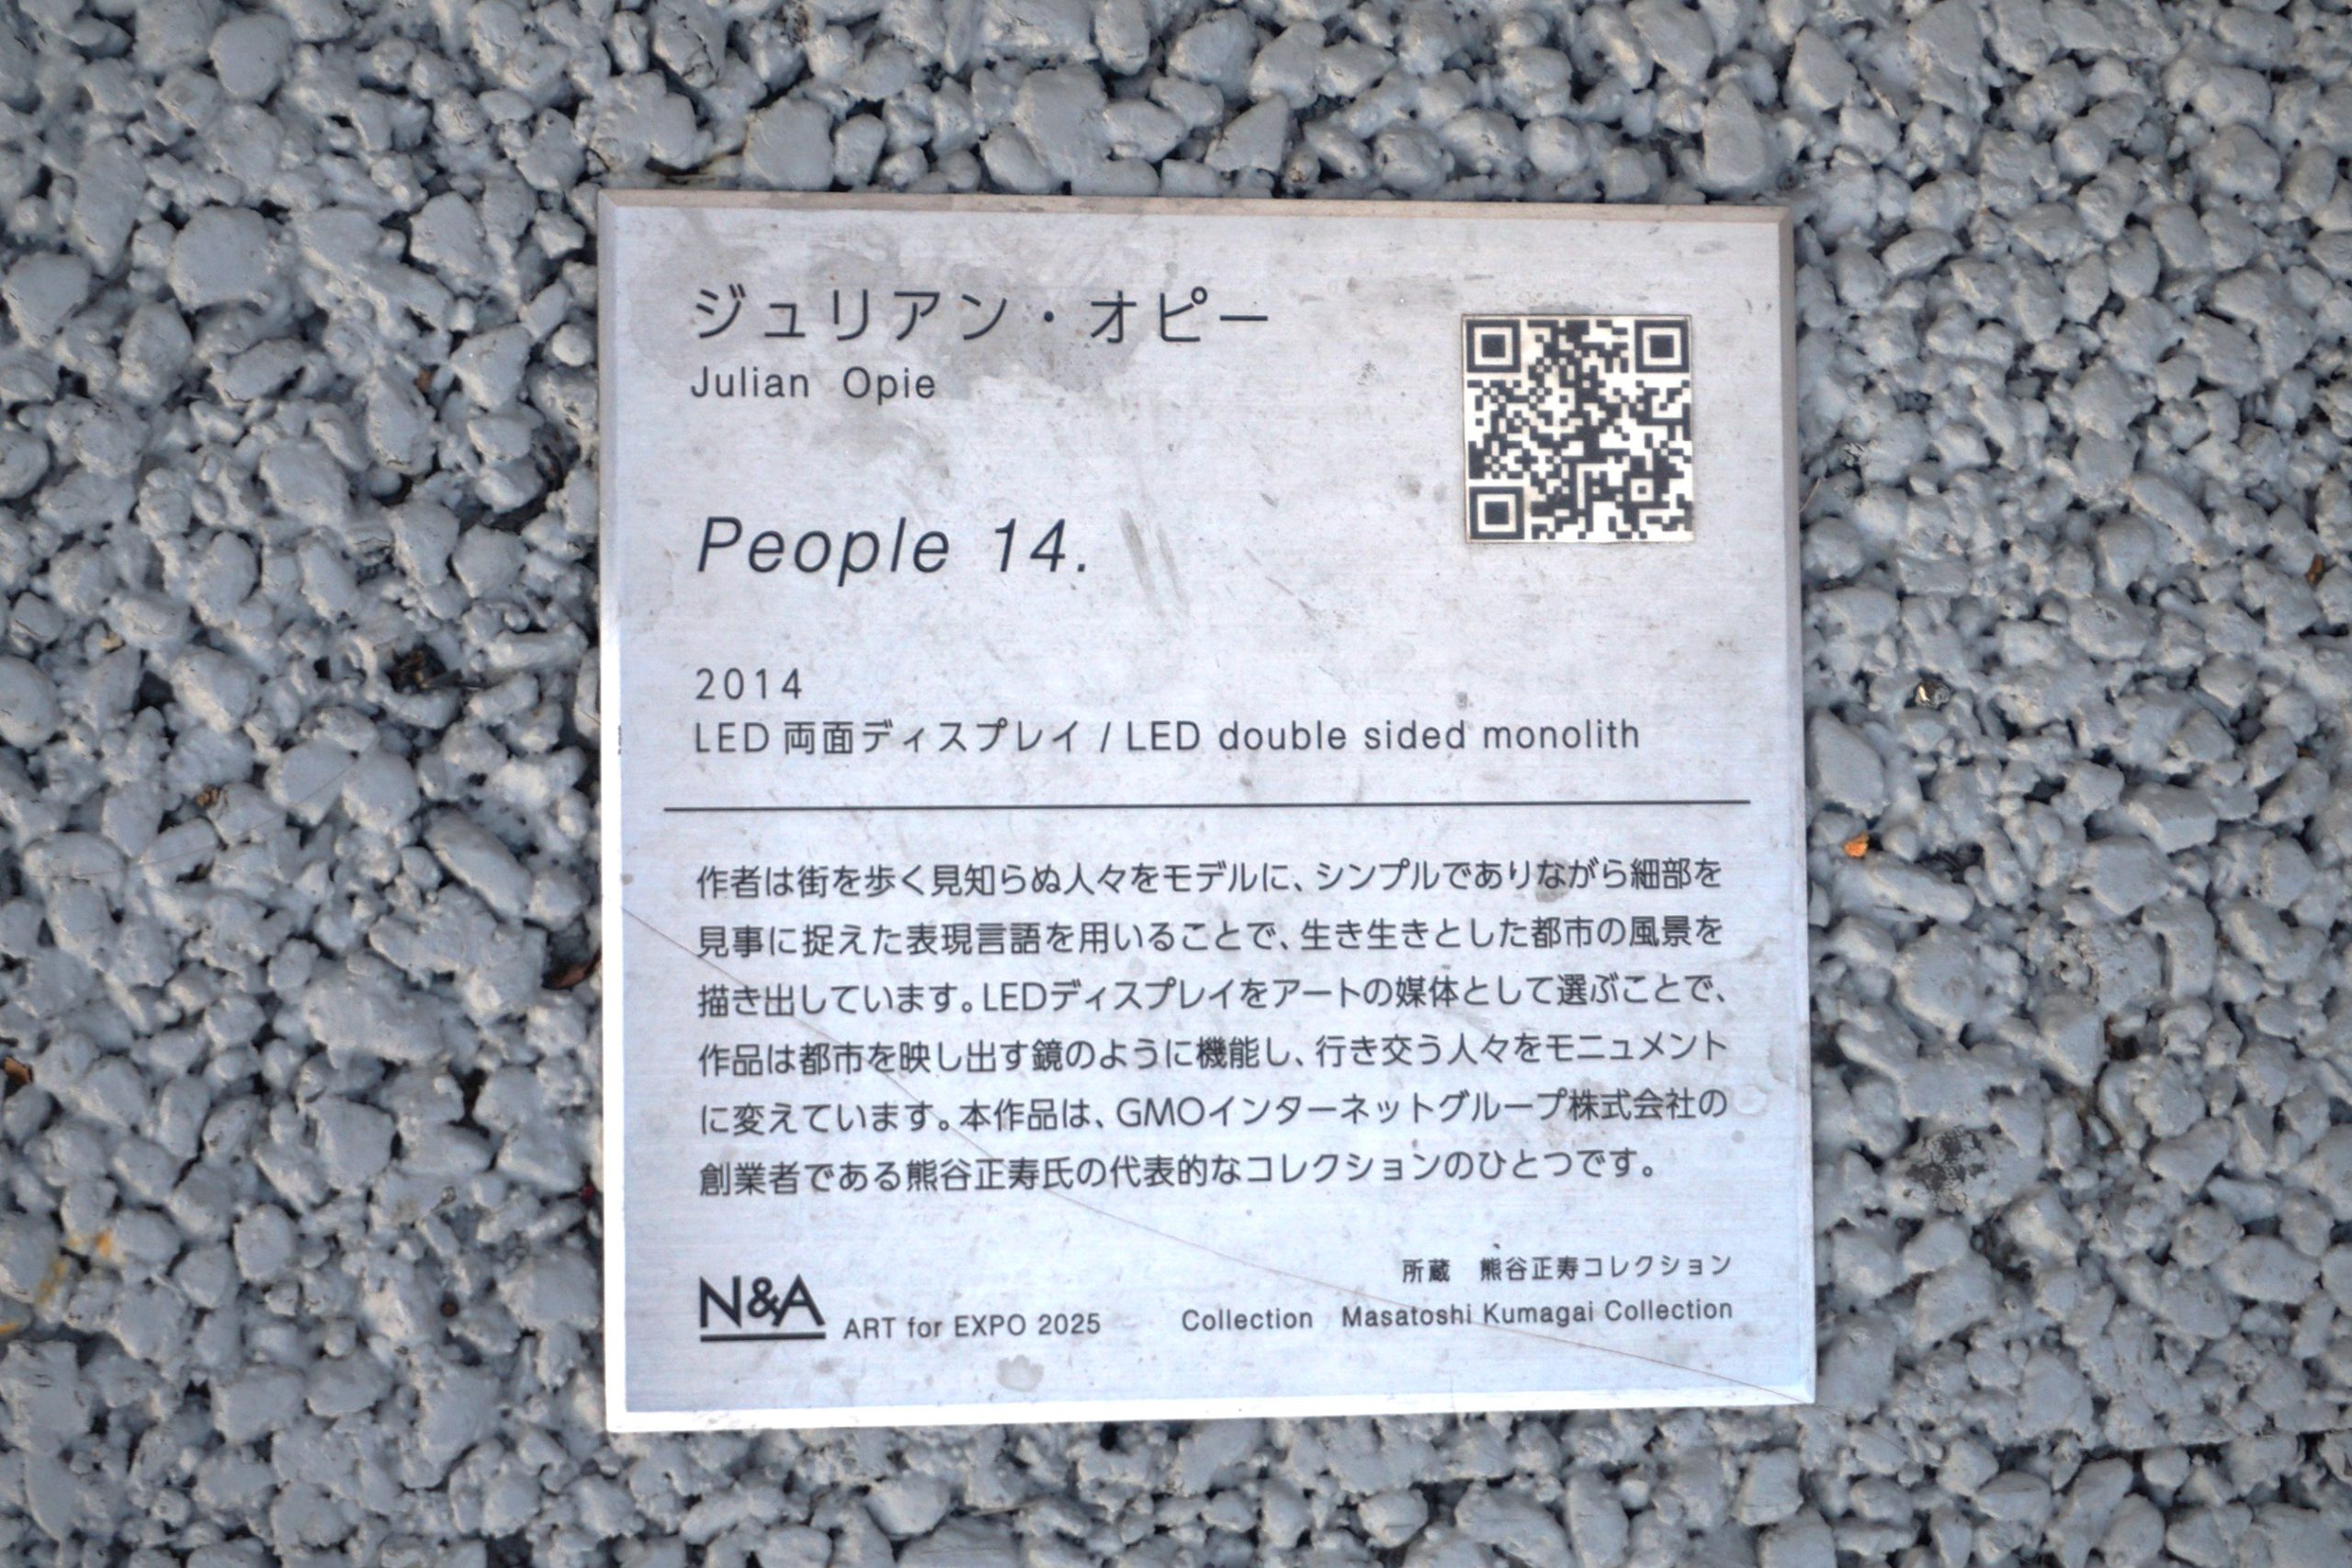 ジュリアン・オピー
Julian Opie
People 14.
2014
LED両面ディスプレイ / LED double sided monolith
作者は街を歩く見知らぬ人々をモデルに、シンプルでありながら細部を
見事に捉えた表現言語を用いることで、生き生きとした都市の風景を
描き出しています。LEDディスプレイをアートの媒体として選ぶことで、
作品は都市を映し出す鏡のように機能し、行き交う人々をモニュメント
に変えています。本作品は、GMOインターネットグループ株式会社の
創業者である熊谷正寿氏の代表的なコレクションのひとつです。
所蔵 熊谷正寿コレクション
N&A ART for EXPO 2025 Collection Masatoshi Kumagai Collection